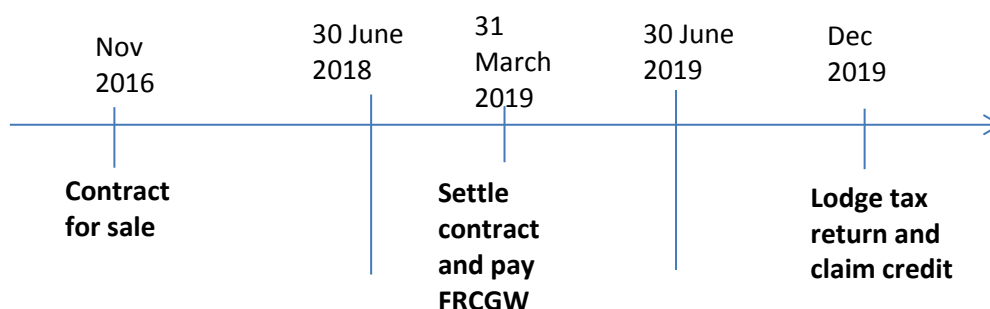 Nov
2016
30 June
2018
31
March
2019
30 June
2019
Dec
2019
Contract
for sale
Settle
contract
and pay
FRCGW
Lodge tax
return and
claim credit